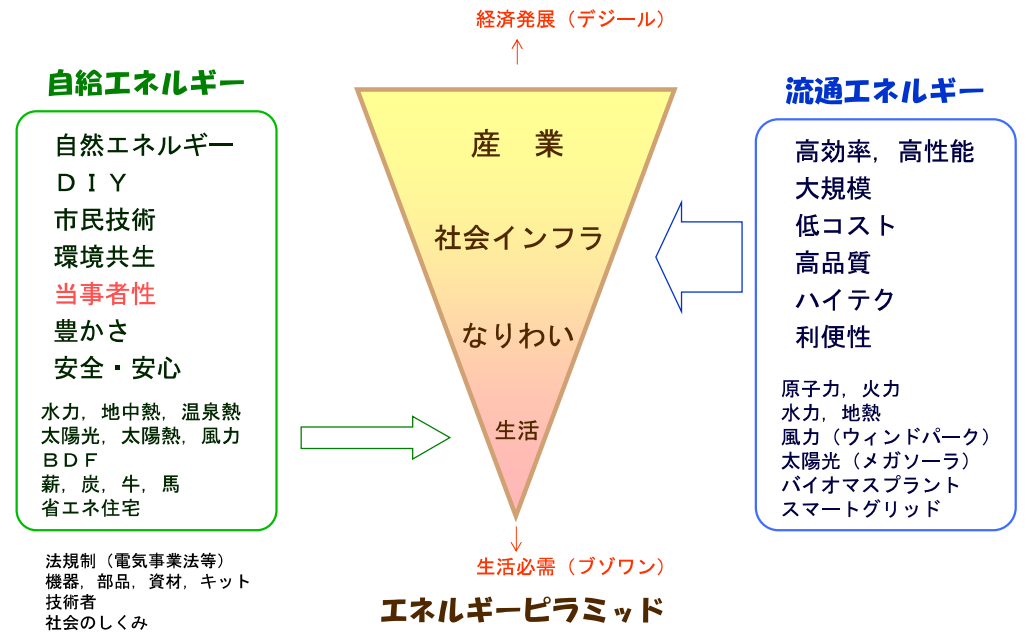 経済発展（デジール）
自給エネルギー
自然エネルギー
ＤＩＹ
市民技術
環境共生
当事者性
豊かさ
安全・安心
水力，地中熱，温泉熱
太陽光，太陽熱，風力
ＢＤＦ
薪，炭，牛，馬
省エネ住宅
法規制（電気事業法等）
機器，部品，資材，キット
技術者
社会のしくみ
産　業
社会インフラ
なりわい
生活
生活必需（ブゾワン）
エネルギーピラミッド
流通エネルギー
高効率，高性能
大規模
低コスト
高品質
ハイテク
利便性
原子力，火力
水力，地熱
風力（ウィンドパーク）
太陽光（メガソーラ）
バイオマスプラント
スマートグリッド